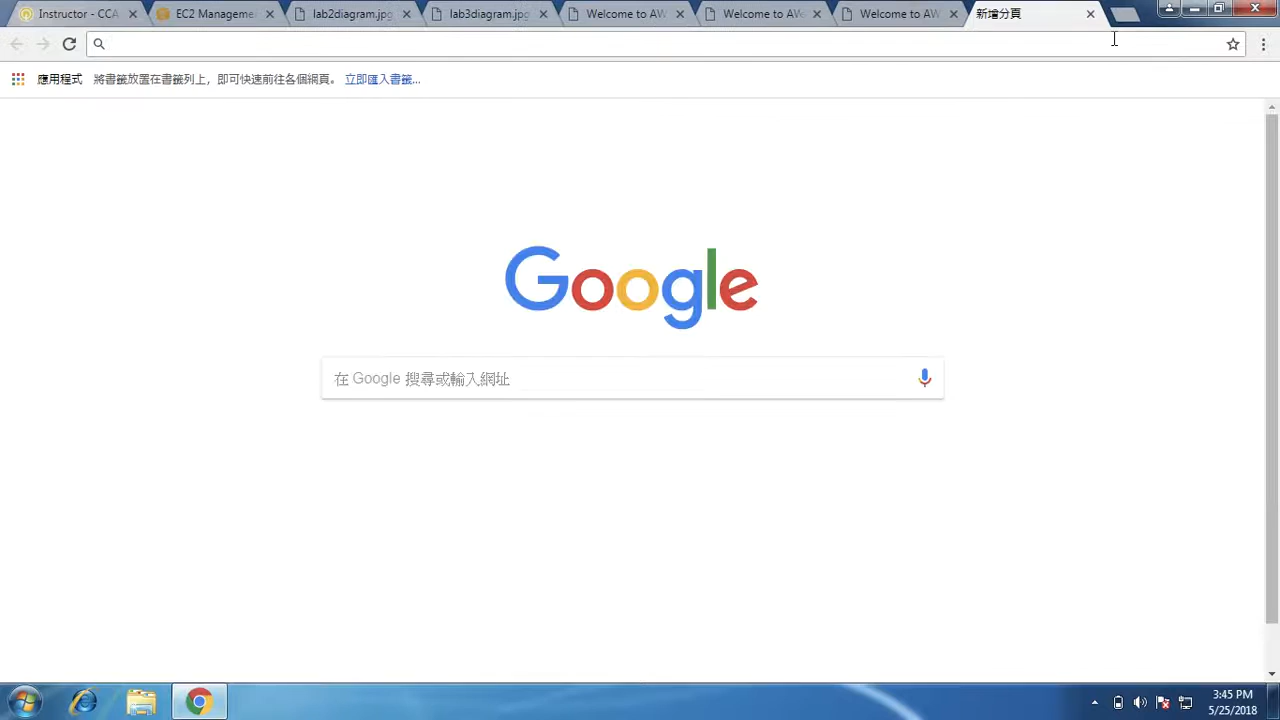 Instructor - CCA
EC2 Manageme
lab2diagram.jpg
lab3diagram.jpg
Welcome to AW
Welcome to AW
Welcome to AW
新增分頁
應用程式
將書籤放置在書籤列上，即可快速前往各個網頁。
立即匯入書籤...
Google
在 Google 搜尋或輸入網址
3:45 PM
5/25/2018